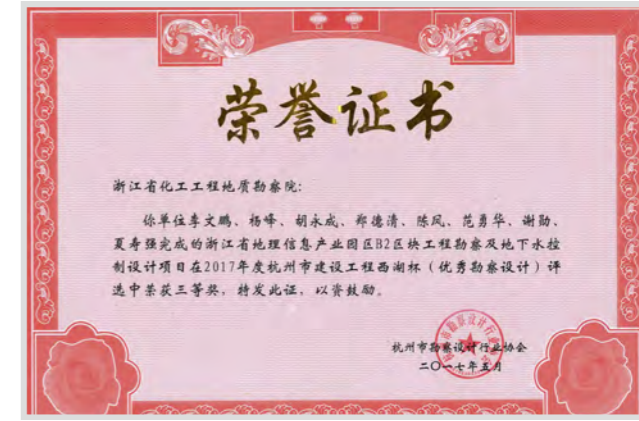 荣誉证书
浙江省化工工程地质勘察院:
你单位李文鹏、杨峰、胡永成、郑德清、陈风、范勇华、谢勋、
夏寿强完成的浙江省地理信息产业园区B2区块工程勘察及地下水控
制设计项目在2017年度杭州市建设工程西湖杯（优秀勘察设计）评
选中荣获三等奖，特发此证，以资鼓励。
杭州市勘察设计行业协会
二〇一七年五月